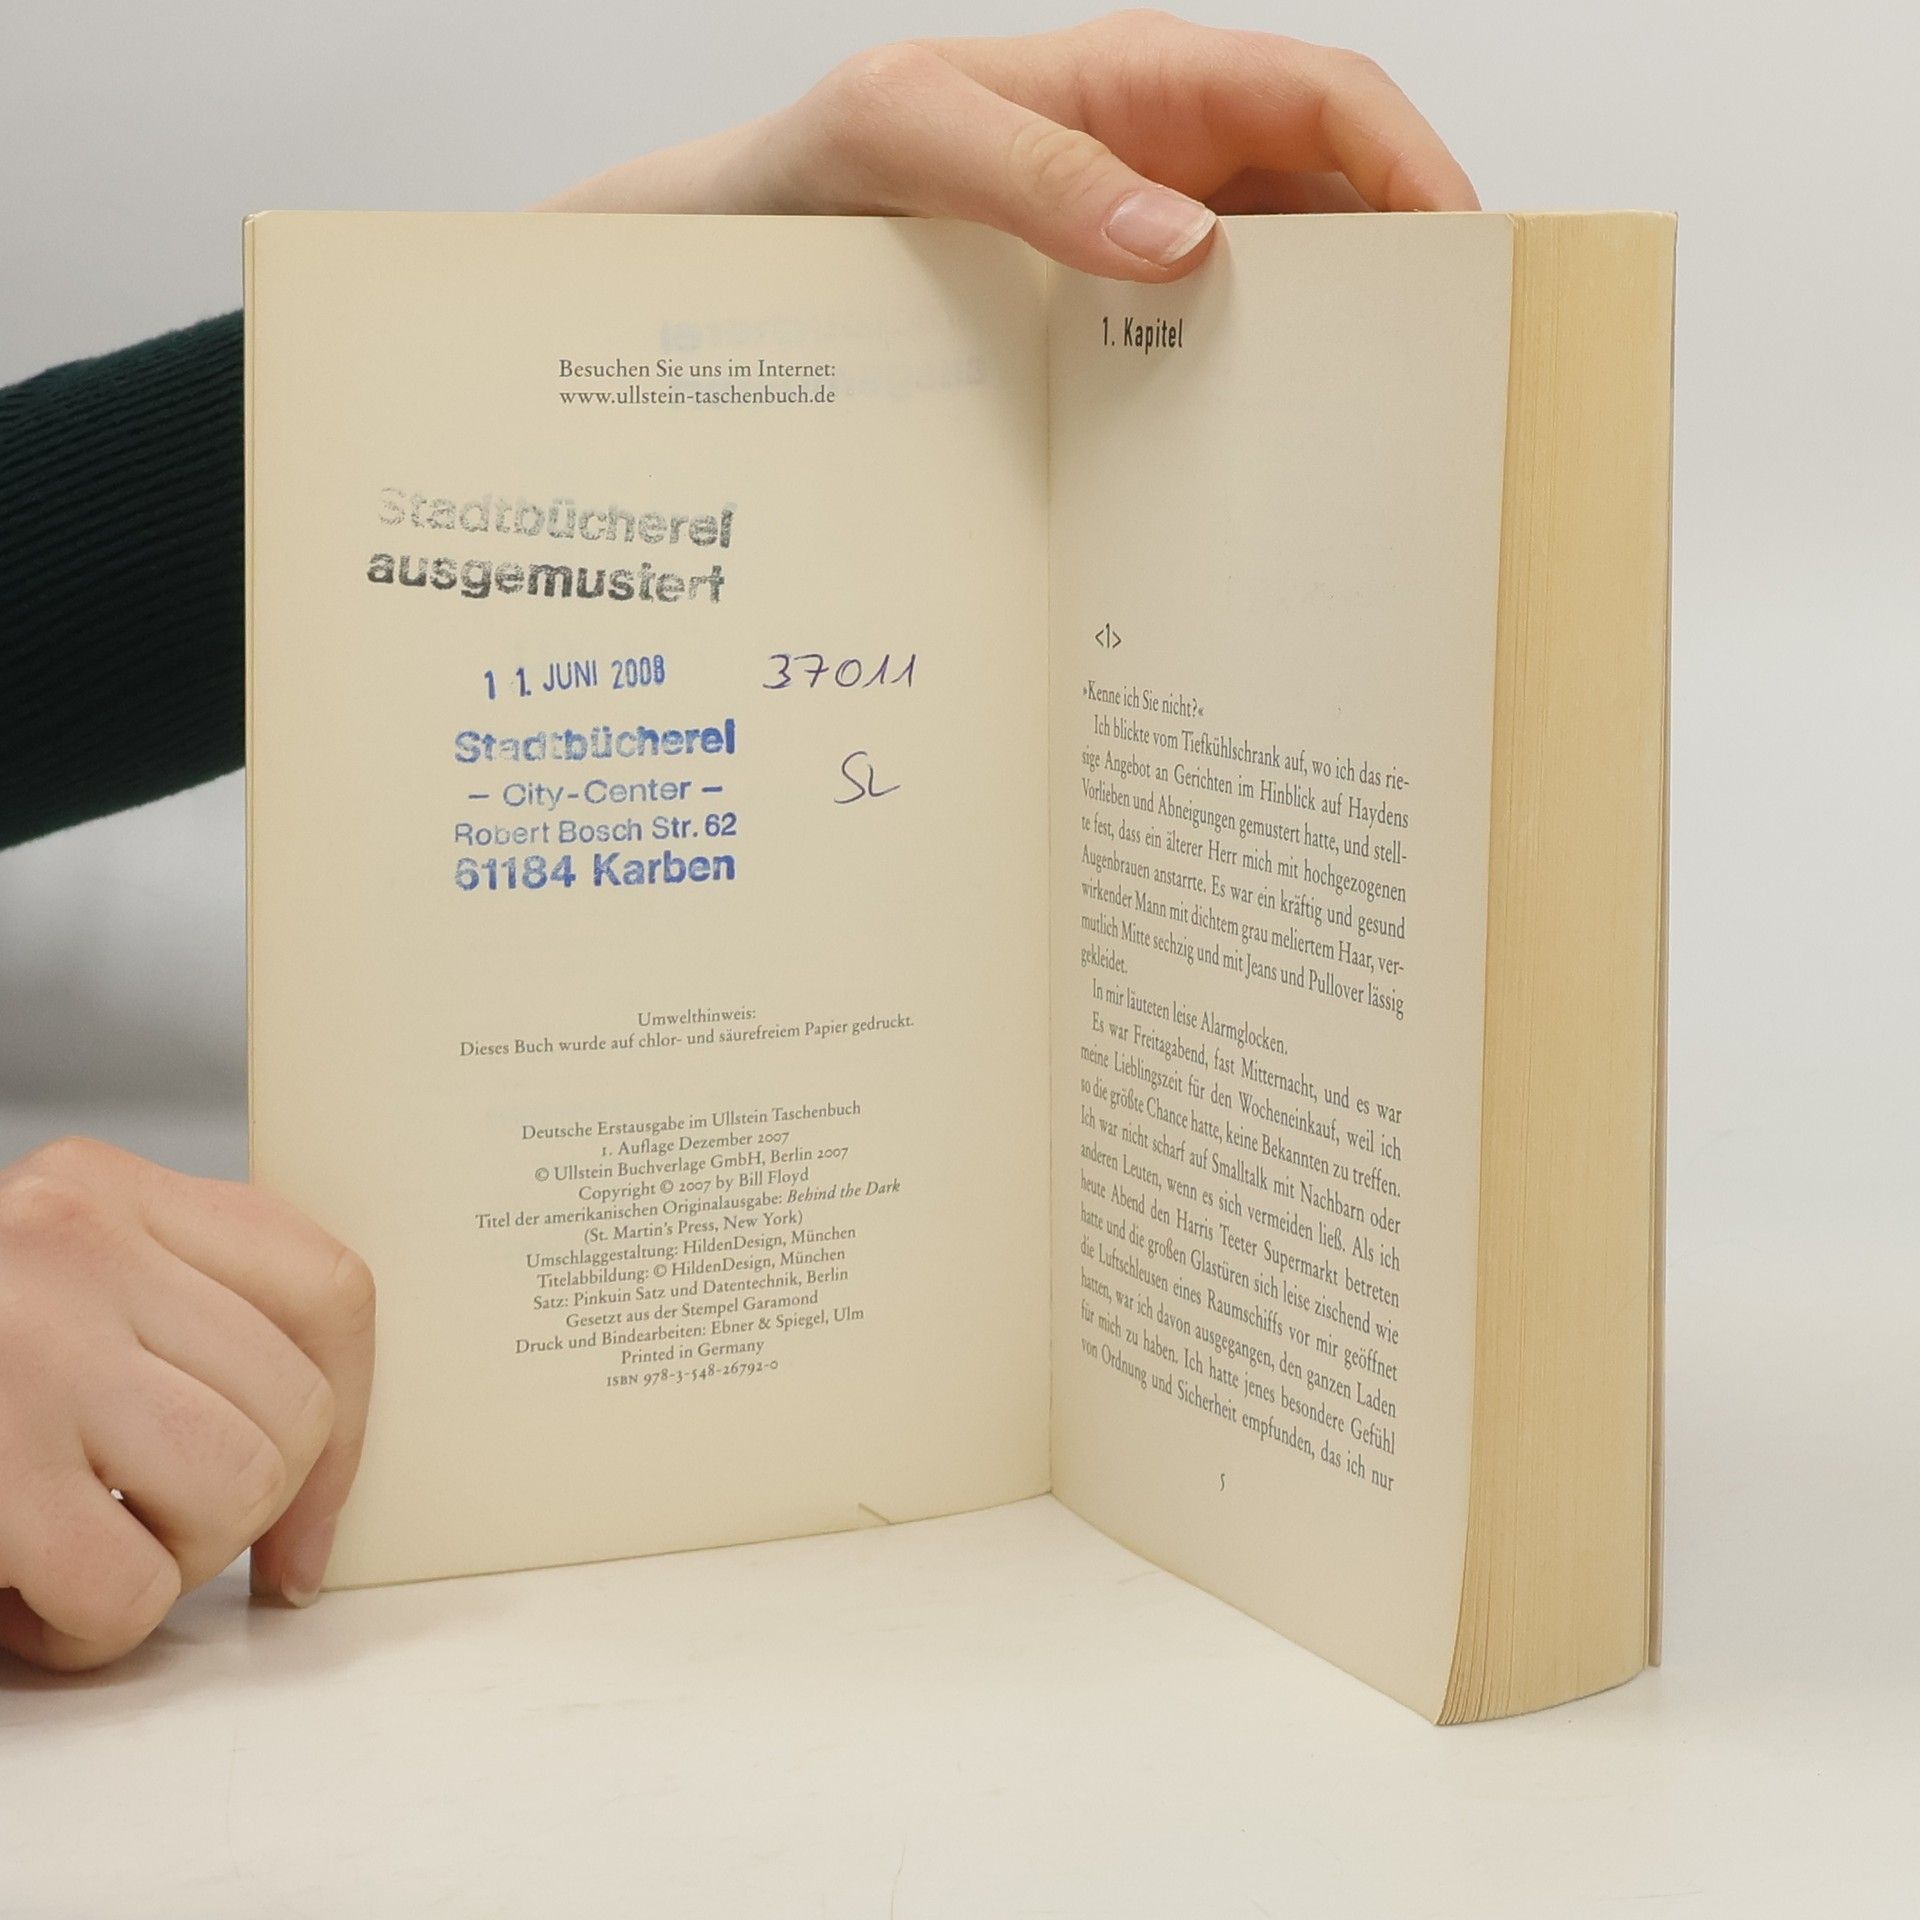 Besuchen Sie uns im Internet:
www.ullstein-taschenbuch.de
Stadtbücherei
ausgemustert
1 1. JUNI 2008
37011
Stadtbücherei
– City-Center –
Robert Bosch Str. 62
61184 Karben
SL
Umwelthinweis:
Dieses Buch wurde auf chlor- und säurefreiem Papier gedruckt.
Deutsche Erstausgabe im Ullstein Taschenbuch
1. Auflage Dezember 2007
© Ullstein Buchverlage GmbH, Berlin 2007
Copyright © 2007 by Bill Floyd
Titel der amerikanischen Originalausgabe: Behind the Dark
(St. Martin's Press, New York)
Umschlaggestaltung: HildenDesign, München
Titelabbildung: © HildenDesign, München
Satz: Pinkuin Satz und Datentechnik, Berlin
Gesetzt aus der Stempel Garamond
Druck und Bindearbeiten: Ebner & Spiegel, Ulm
Printed in Germany
ISBN 978-3-548-26792-0
1. Kapitel
<1>
»Kenne ich Sie nicht?«
Ich blickte vom Tiefkühlschrank auf, wo ich das rie-
sige Angebot an Gerichten im Hinblick auf Haydens
Vorlieben und Abneigungen gemustert hatte, und stell-
te fest, dass ein älterer Herr mich mit hochgezogenen
Augenbrauen anstarrte. Es war ein kräftig und gesund
wirkender Mann mit dichtem grau meliertem Haar, ver-
mutlich Mitte sechzig und mit Jeans und Pullover lässig
gekleidet.
In mir läuteten leise Alarmglocken.
Es war Freitagabend, fast Mitternacht, und es war
meine Lieblingszeit für den Wocheneinkauf, weil ich
so die größte Chance hatte, keine Bekannten zu treffen.
Ich war nicht scharf auf Smalltalk mit Nachbarn oder
anderen Leuten, wenn es sich vermeiden ließ. Als ich
heute Abend den Harris Teeter Supermarkt betreten
hatte und die großen Glastüren sich leise zischend wie
die Luftschleusen eines Raumschiffs vor mir geöffnet
hatten, war ich davon ausgegangen, den ganzen Laden
für mich zu haben. Ich hatte jenes besondere Gefühl
von Ordnung und Sicherheit empfunden, das ich nur
5